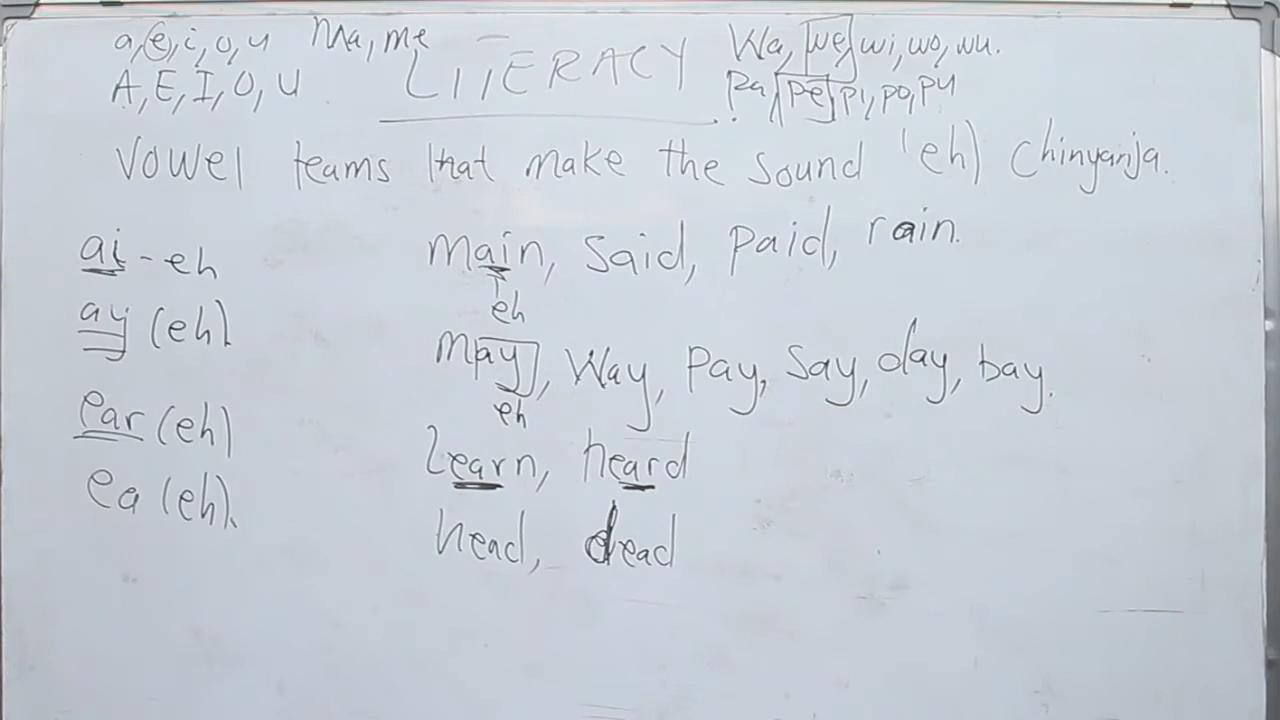 a, e, i, o, u Ma, me LITERACY Wa, we, wi, wo, wu.
A, E, I, O, U Pa, pe, pi, po, pu
Vowel teams that make the sound (eh) Chinyanja.
ai - eh main, said, paid, rain.
eh
ay (eh). may, way, pay, say, day, bay.
eh
ear (eh) learn, heard
ea (eh). head, dead